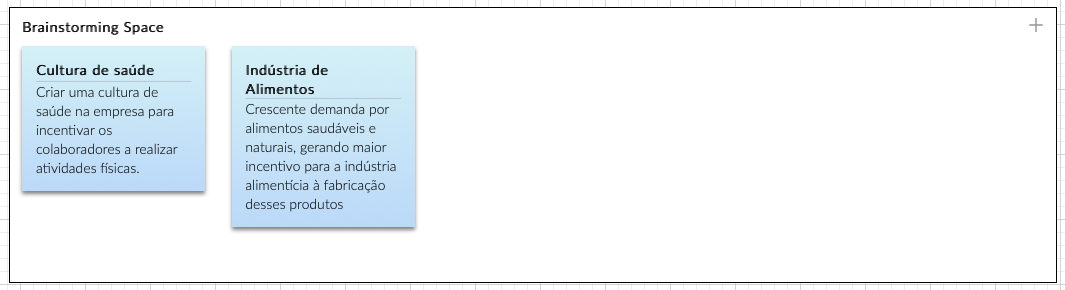 Brainstorming Space
Cultura de saúde
Criar uma cultura de
saúde na empresa para
incentivar os
colaboradores a realizar
atividades físicas.
Indústria de
Alimentos
Crescente demanda por
alimentos saudáveis e
naturais, gerando maior
incentivo para a indústria
alimentícia à fabricação
desses produtos